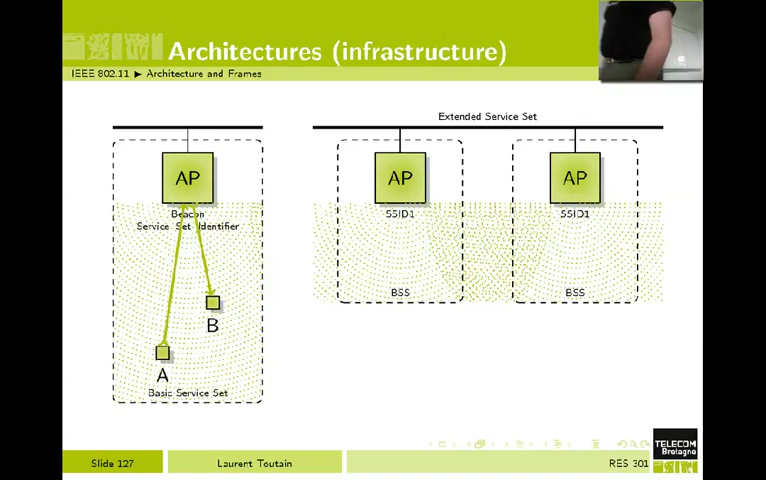 Architectures (infrastructure)
IEEE 802.11 ▶ Architecture and Frames
Extended Service Set
AP
AP
AP
Beacon
Service Set Identifier
SSID1
SSID1
BSS
BSS
B
A
Basic Service Set
Slide 127
Laurent Toutain
RES 301
TELECOM
Bretagne